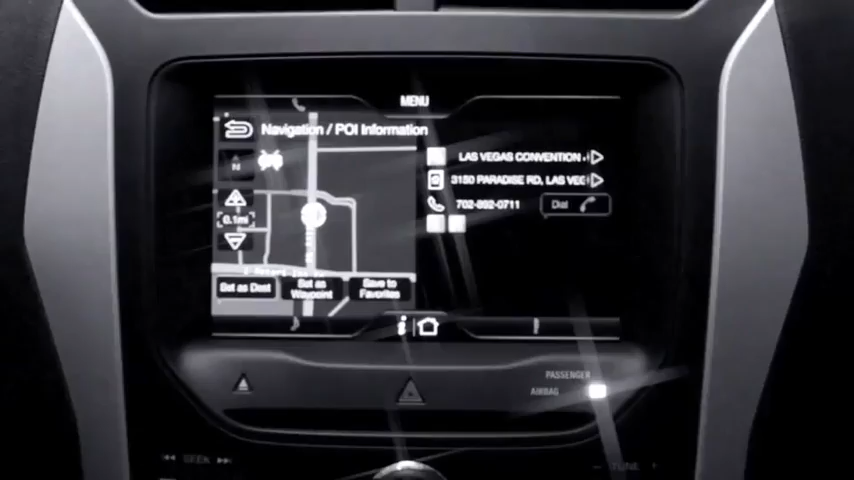 MENU
Navigation / POI Information
N
LAS VEGAS CONVENTION
3150 PARADISE RD, LAS VEG
0.1mi
702-892-0711
Dial
Set as Dest
Set as Waypoint
Save to Favorites
PASSENGER
AIRBAG
SEEK
TUNE